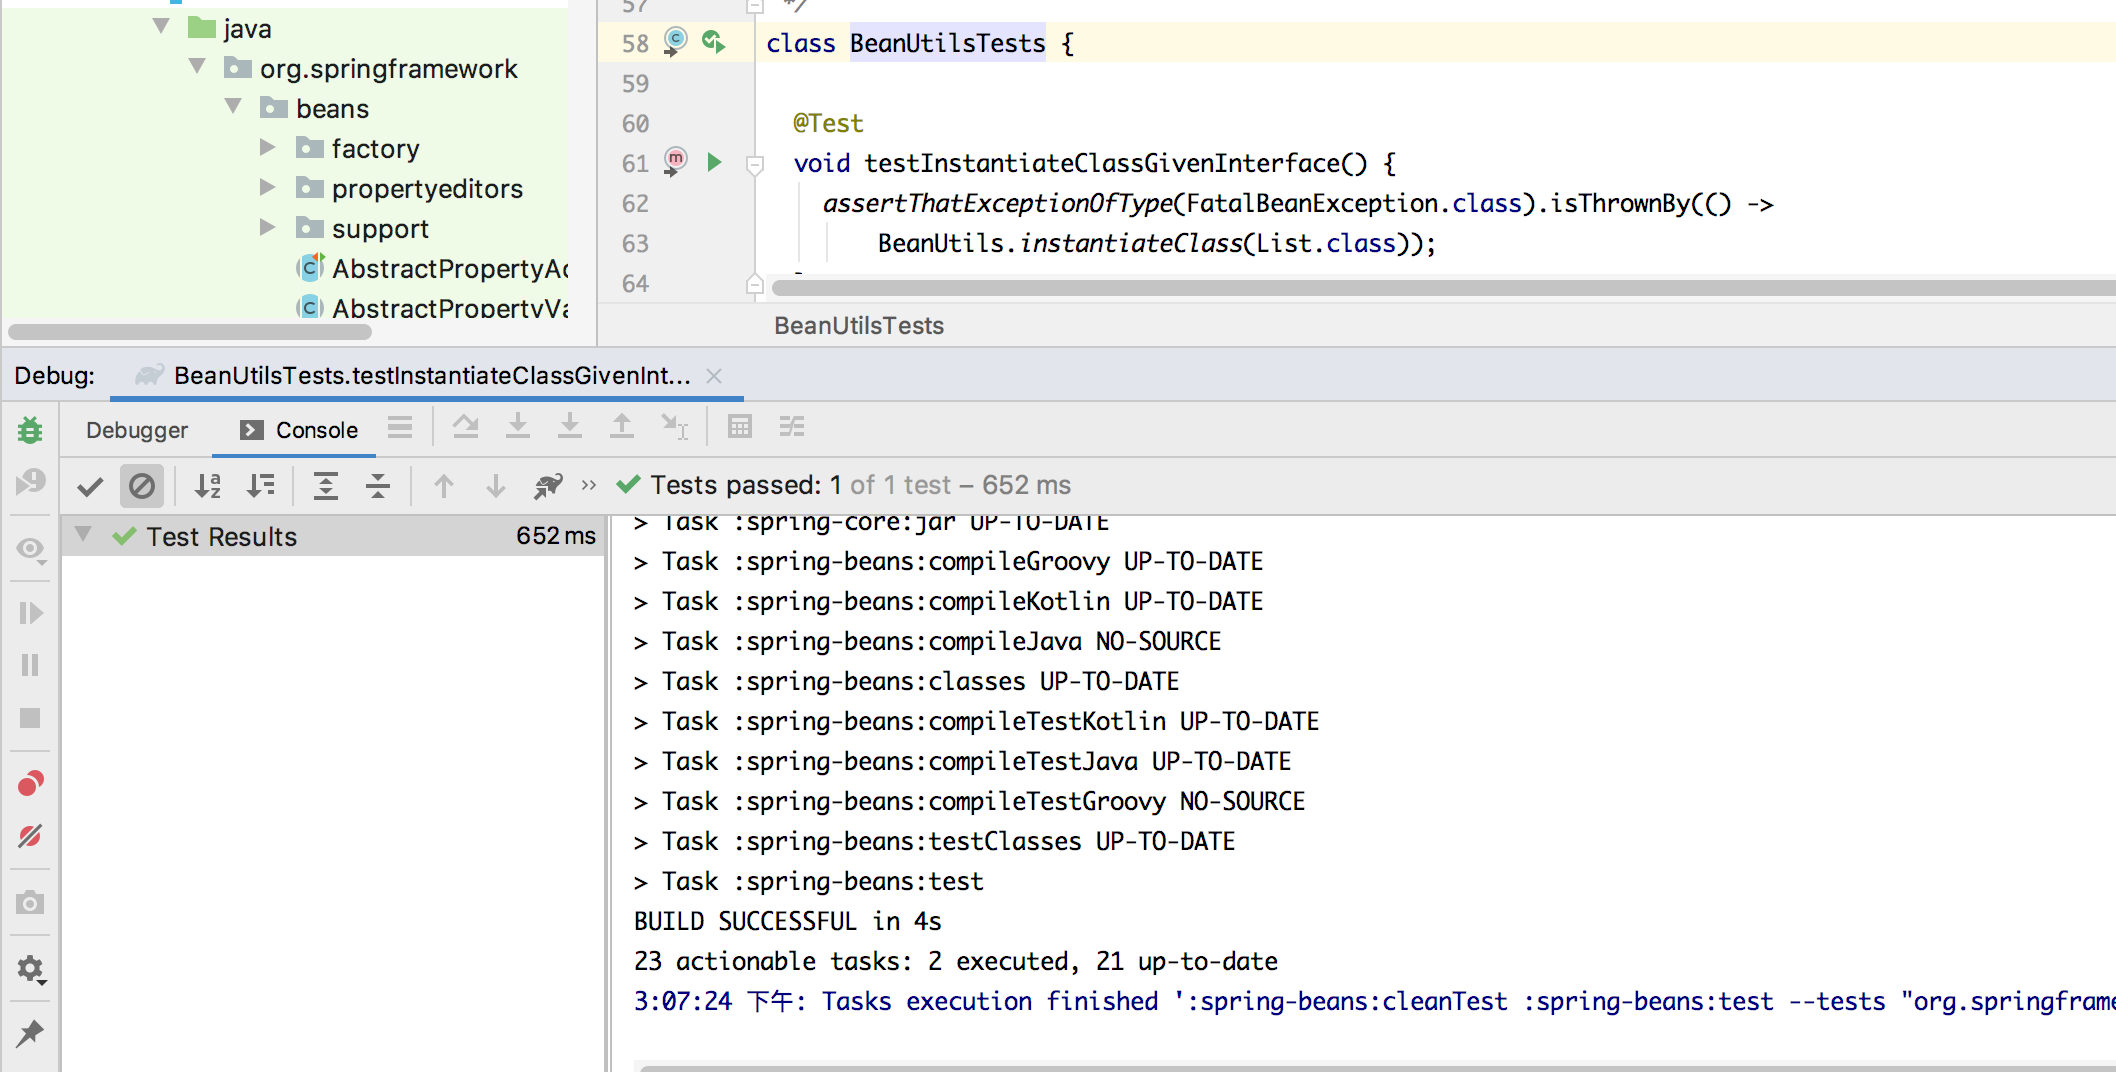 java
org.springframework
beans
factory
propertyeditors
support
AbstractPropertyAc
AbstractPropertyVa
57 */
58 class BeanUtilsTests {
59
60 @Test
61 void testInstantiateClassGivenInterface() {
62 assertThatExceptionOfType(FatalBeanException.class).isThrownBy(() ->
63 BeanUtils.instantiateClass(List.class));
64
BeanUtilsTests
Debug: BeanUtilsTests.testInstantiateClassGivenInt...
Debugger Console
Tests passed: 1 of 1 test – 652 ms
Test Results 652 ms
> Task :spring-core:jar UP-TO-DATE
> Task :spring-beans:compileGroovy UP-TO-DATE
> Task :spring-beans:compileKotlin UP-TO-DATE
> Task :spring-beans:compileJava NO-SOURCE
> Task :spring-beans:classes UP-TO-DATE
> Task :spring-beans:compileTestKotlin UP-TO-DATE
> Task :spring-beans:compileTestJava UP-TO-DATE
> Task :spring-beans:compileTestGroovy NO-SOURCE
> Task :spring-beans:testClasses UP-TO-DATE
> Task :spring-beans:test
BUILD SUCCESSFUL in 4s
23 actionable tasks: 2 executed, 21 up-to-date
3:07:24 下午: Tasks execution finished ':spring-beans:cleanTest :spring-beans:test --tests "org.springframe